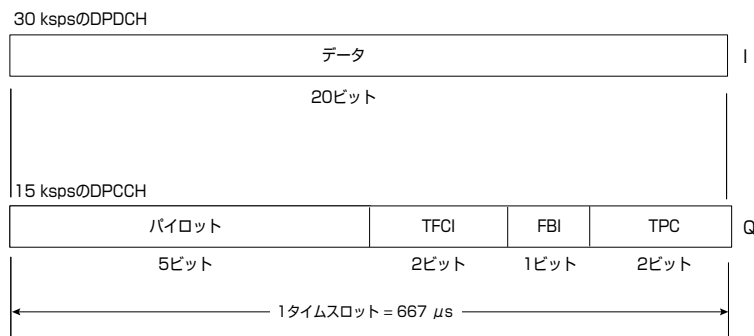 30 kspsのDPDCH
データ I
20ビット
15 kspsのDPCCH
パイロット TFCI FBI TPC Q
5ビット 2ビット 1ビット 2ビット
1タイムスロット = 667 μs